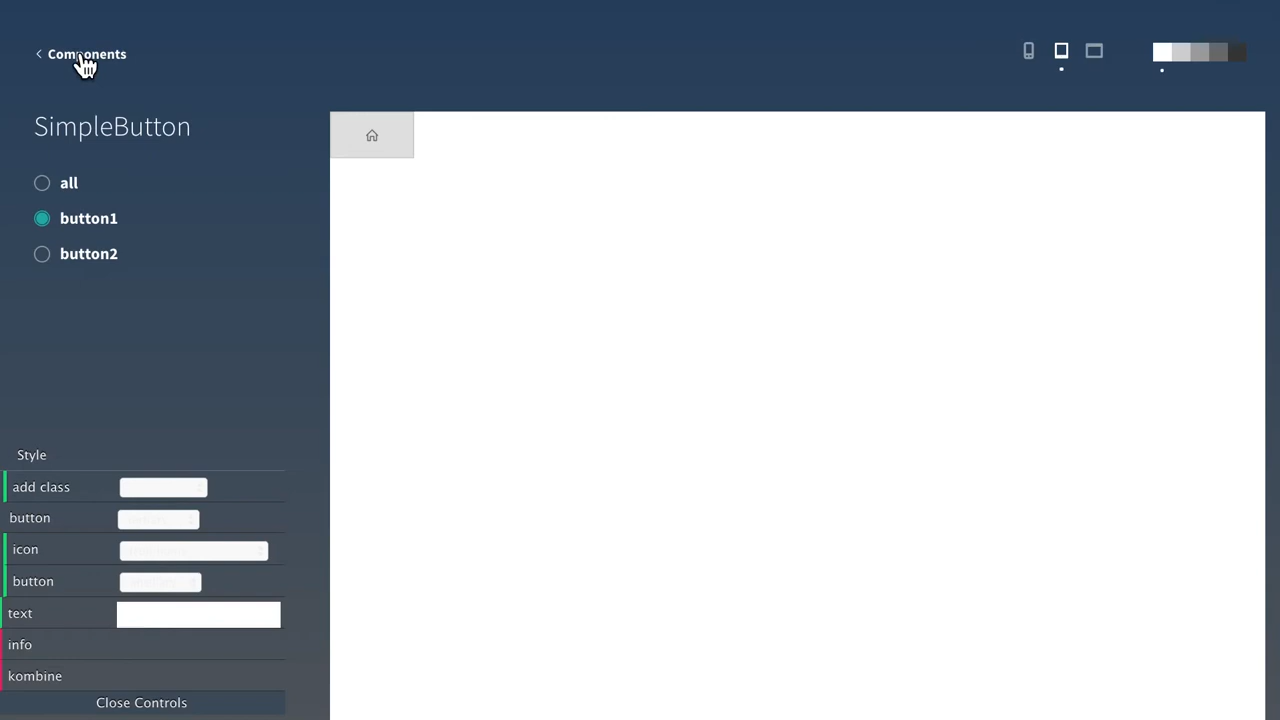 Components
SimpleButton
all
button1
button2
Style
add class
button
icon
button
text
info
kombine
Close Controls